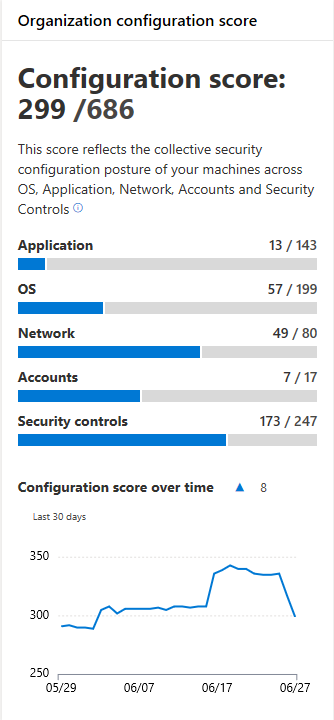 Organization configuration score
Configuration score:
299 /686
This score reflects the collective security
configuration posture of your machines across
OS, Application, Network, Accounts and Security
Controls ⓘ
Application 13 / 143
OS 57 / 199
Network 49 / 80
Accounts 7 / 17
Security controls 173 / 247
Configuration score over time ▲ 8
Last 30 days
350
300
250
05/29 06/07 06/17 06/27